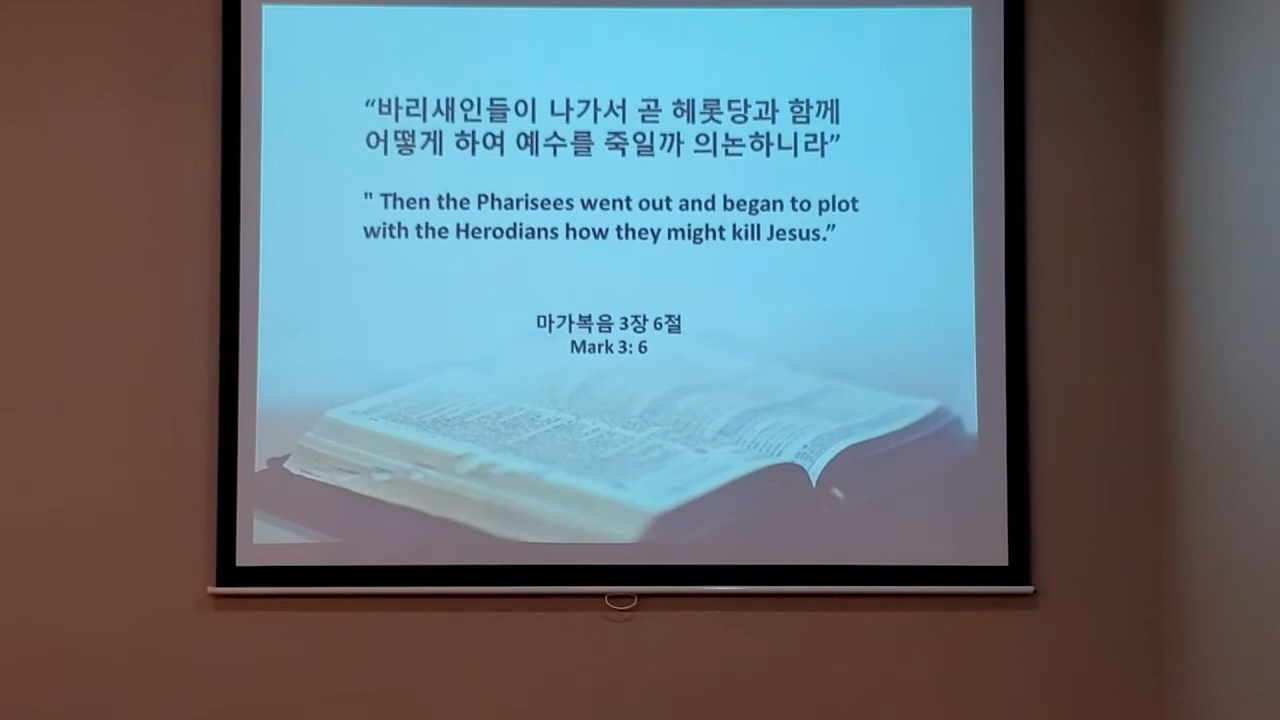 “바리새인들이 나가서 곧 헤롯당과 함께
어떻게 하여 예수를 죽일까 의논하니라”
" Then the Pharisees went out and began to plot
with the Herodians how they might kill Jesus.”
마가복음 3장 6절
Mark 3: 6